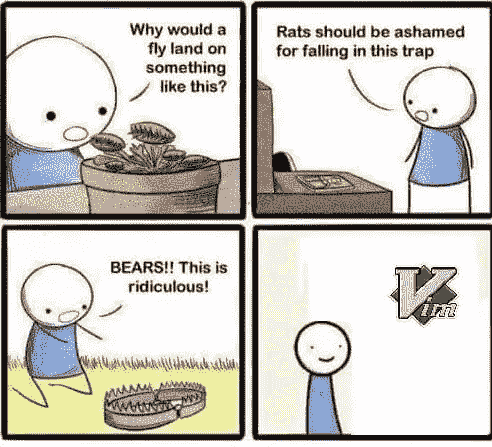 Why would a
fly land on
something
like this?
Rats should be ashamed
for falling in this trap
BEARS!! This is
ridiculous!
Vim